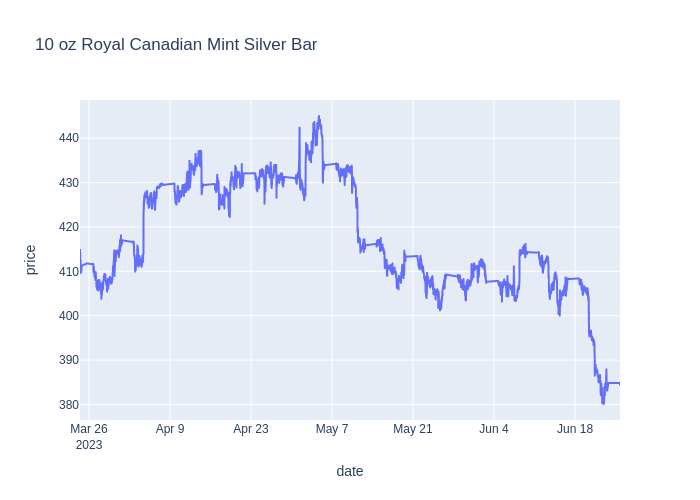 10 oz Royal Canadian Mint Silver Bar
440
430
420
410
400
390
380
price
Mar 26
2023
Apr 9
Apr 23
May 7
May 21
Jun 4
Jun 18
date